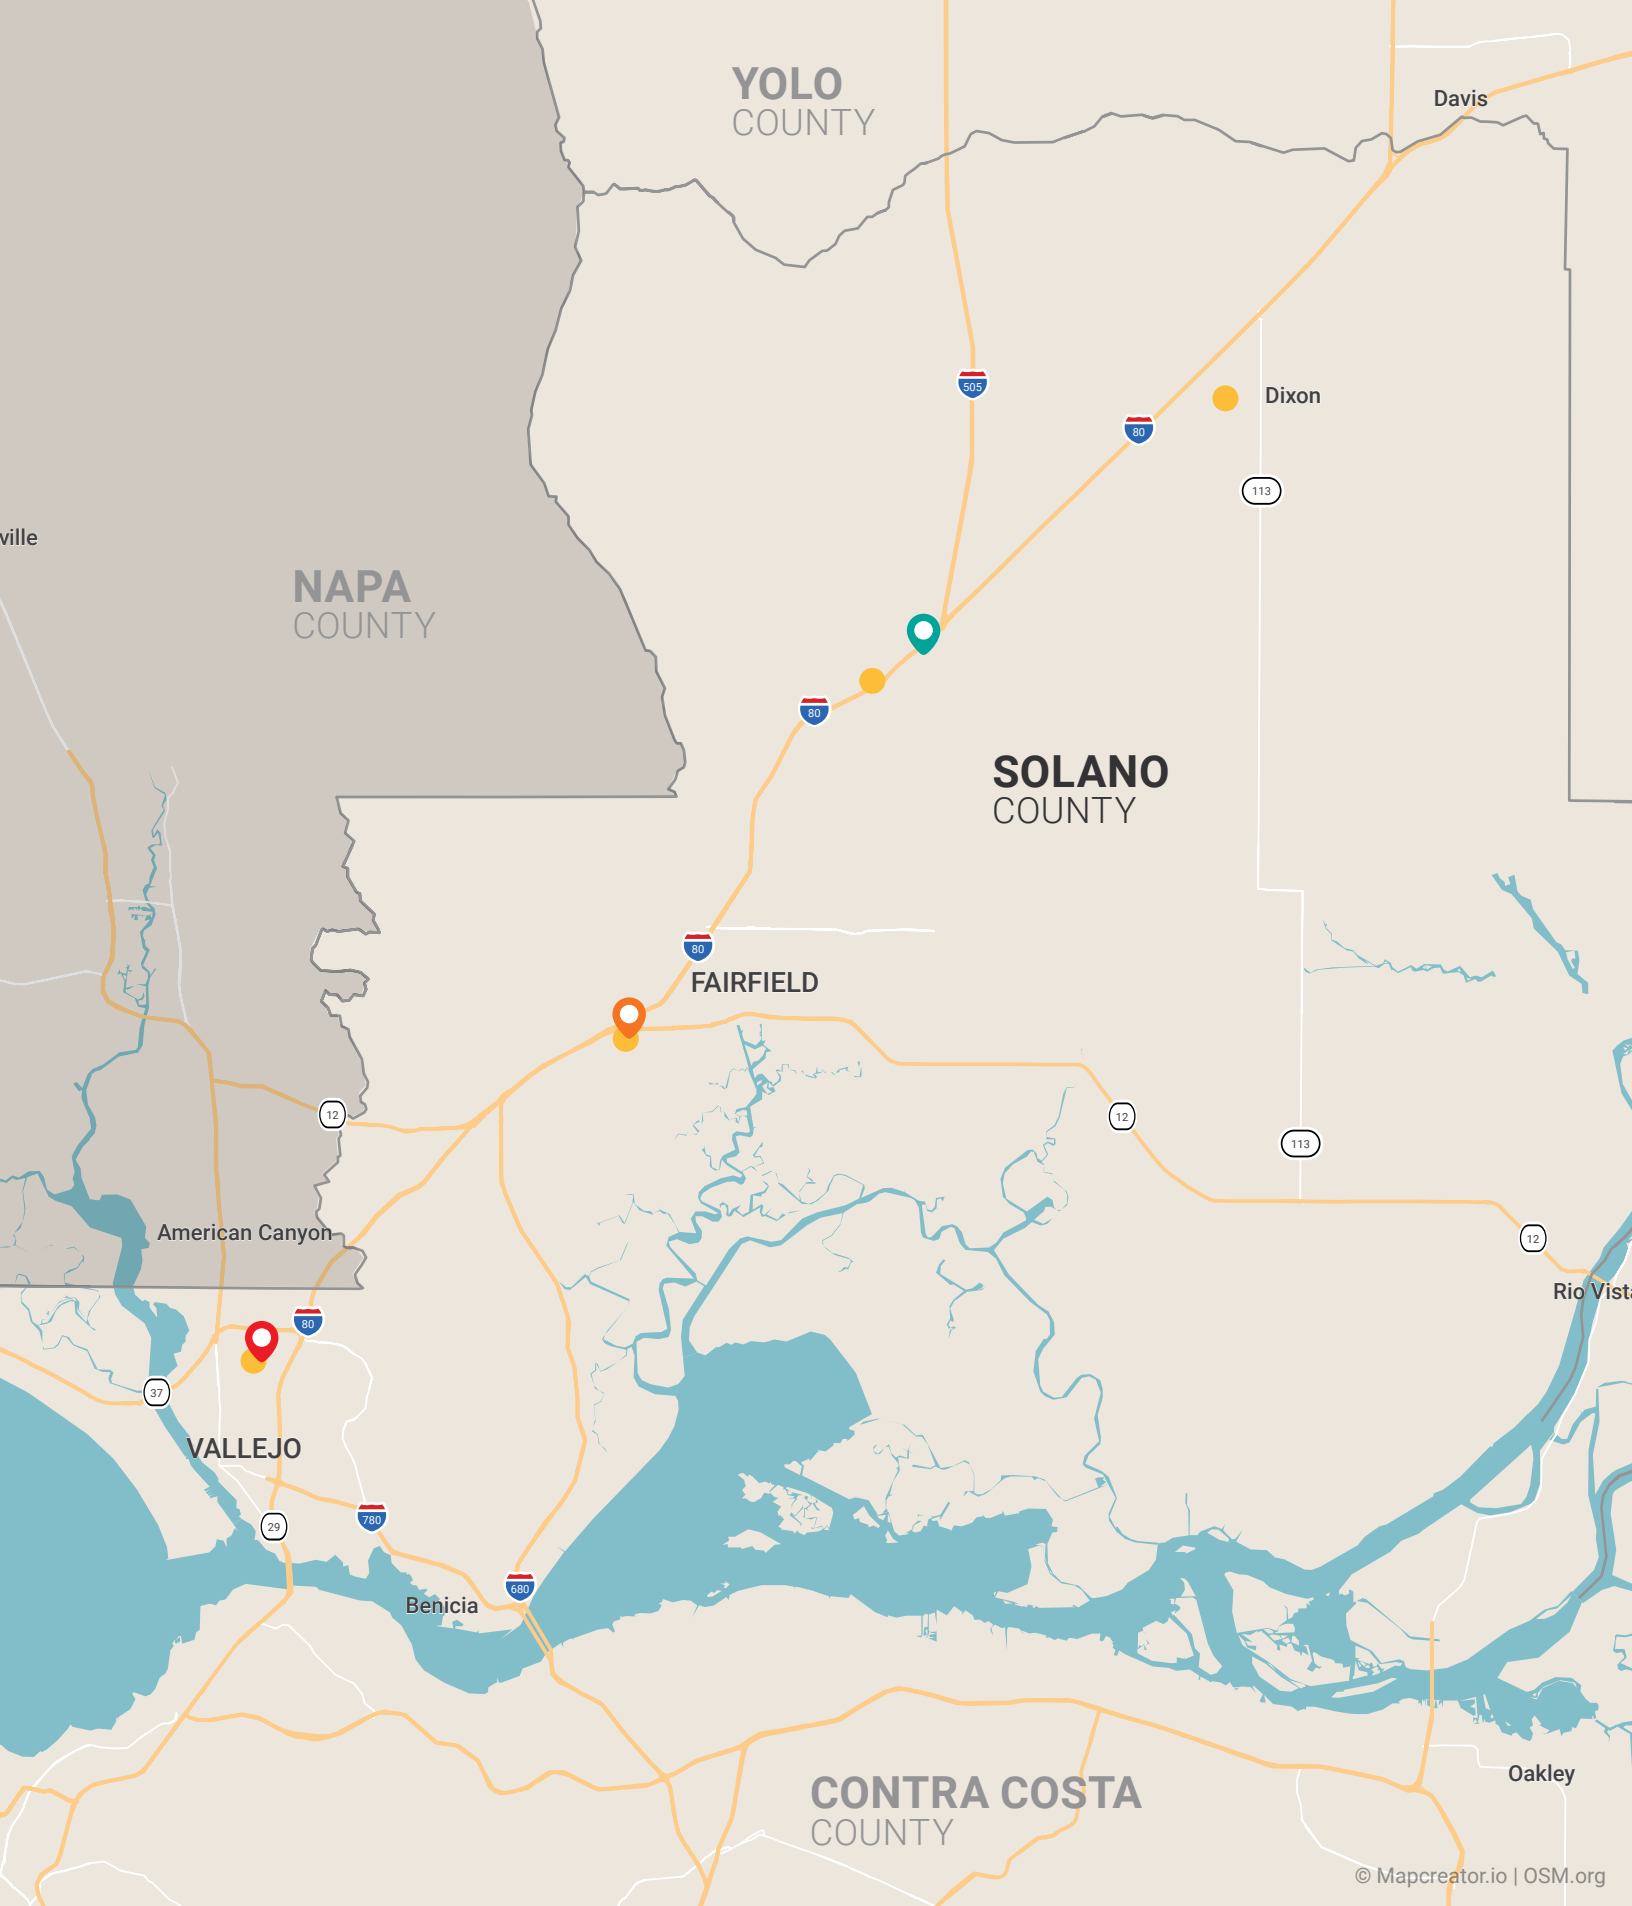 YOLO
COUNTY
Davis
505
Dixon
80
113
ville
NAPA
COUNTY
80
SOLANO
COUNTY
80
FAIRFIELD
12
12
113
American Canyon
12
Rio Vista
80
37
VALLEJO
780
29
680
Benicia
Oakley
CONTRA COSTA
COUNTY
© Mapcreator.io | OSM.org